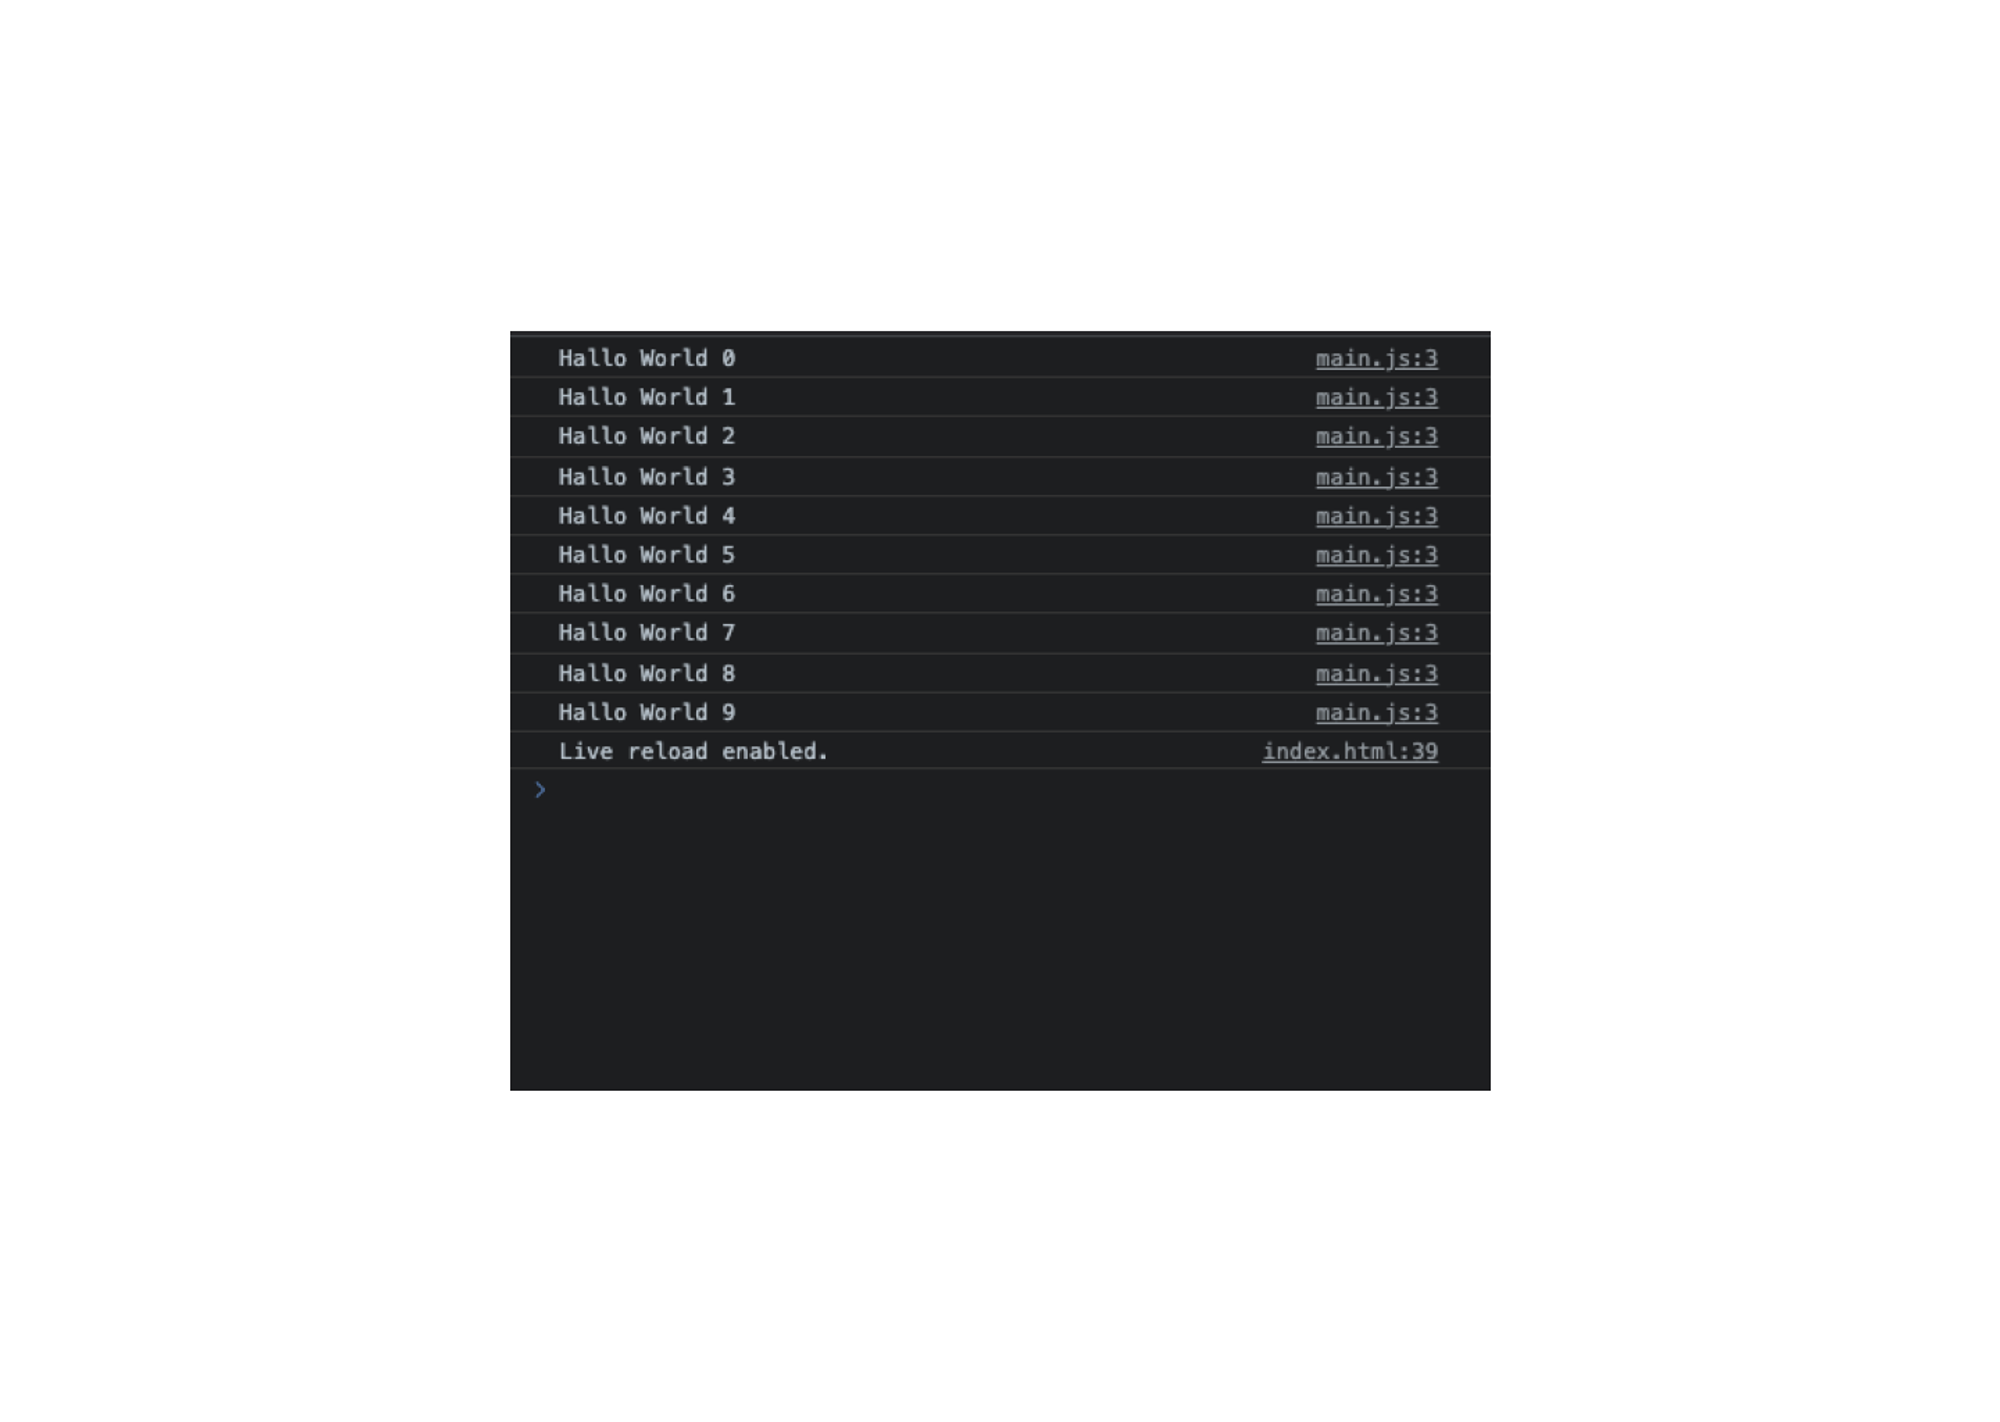 Hallo World 0 main.js:3
Hallo World 1 main.js:3
Hallo World 2 main.js:3
Hallo World 3 main.js:3
Hallo World 4 main.js:3
Hallo World 5 main.js:3
Hallo World 6 main.js:3
Hallo World 7 main.js:3
Hallo World 8 main.js:3
Hallo World 9 main.js:3
Live reload enabled. index.html:39